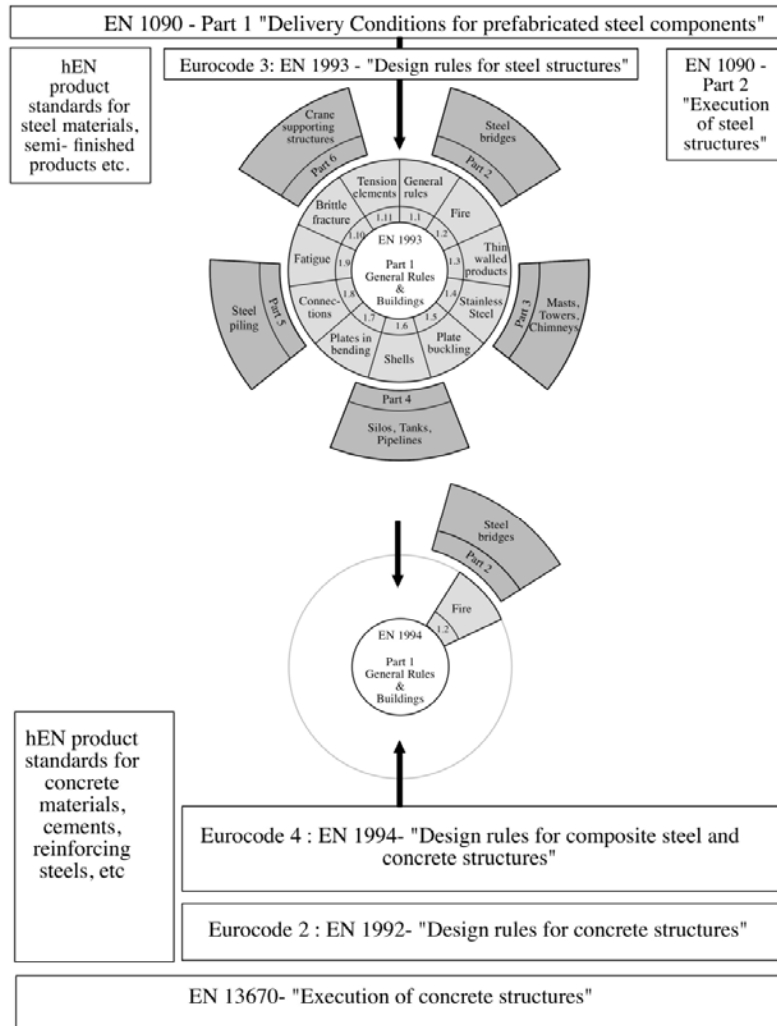 EN 1090 - Part 1 "Delivery Conditions for prefabricated steel components"
hEN
product
standards for
steel materials,
semi- finished
products etc.
Eurocode 3: EN 1993 - "Design rules for steel structures"
EN 1090 -
Part 2
"Execution
of steel
structures"
Crane
supporting
structures
Part 6
Steel
bridges
Part 2
Tension
elements
1.11
General
rules
1.1
Brittle
fracture
1.10
Fire
1.2
Fatigue
1.9
Thin
walled
products
1.3
Connec-
tions
1.8
Stainless
Steel
1.4
Plates in
bending
1.7
Shells
1.6
Plate
buckling
1.5
EN 1993
Part 1
General Rules
&
Buildings
Steel
piling
Part 5
Part 3
Masts,
Towers,
Chimneys
Part 4
Silos, Tanks,
Pipelines
Steel
bridges
Part 2
Fire
1.2
EN 1994
Part 1
General Rules
&
Buildings
hEN product
standards for
concrete
materials,
cements,
reinforcing
steels, etc
Eurocode 4 : EN 1994- "Design rules for composite steel and
concrete structures"
Eurocode 2 : EN 1992- "Design rules for concrete structures"
EN 13670- "Execution of concrete structures"